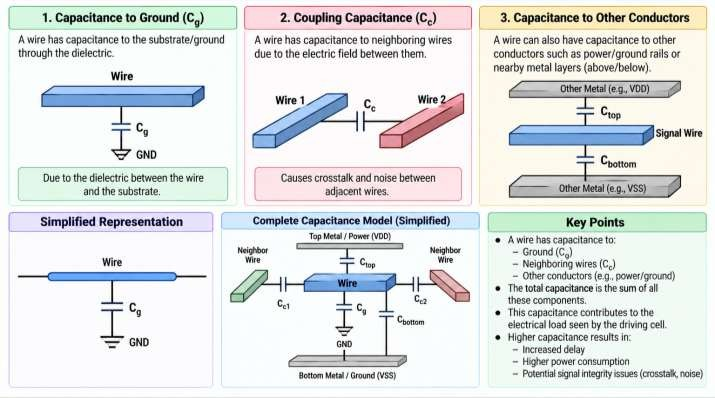 1. Capacitance to Ground (Cg)
A wire has capacitance to the substrate/ground
through the dielectric.
Wire
Cg
GND
Due to the dielectric between the wire
and the substrate.
2. Coupling Capacitance (Cc)
A wire has capacitance to neighboring wires
due to the electric field between them.
Wire 1
Cc
Wire 2
Causes crosstalk and noise between
adjacent wires.
3. Capacitance to Other Conductors
A wire can also have capacitance to other
conductors such as power/ground rails or
nearby metal layers (above/below).
Other Metal (e.g., VDD)
Ctop
Signal Wire
Cbottom
Other Metal (e.g., VSS)
Simplified Representation
Wire
Cg
GND
Complete Capacitance Model (Simplified)
Top Metal / Power (VDD)
Neighbor
Wire
Ctop
Neighbor
Wire
Wire
Cc1
Cc2
Cg
Cbottom
GND
Bottom Metal / Ground (VSS)
Key Points
• A wire has capacitance to:
– Ground (Cg)
– Neighboring wires (Cc)
– Other conductors (e.g., power/ground)
• The total capacitance is the sum of all
these components.
• This capacitance contributes to the
electrical load seen by the driving cell.
• Higher capacitance results in:
– Increased delay
– Higher power consumption
– Potential signal integrity issues (crosstalk, noise)